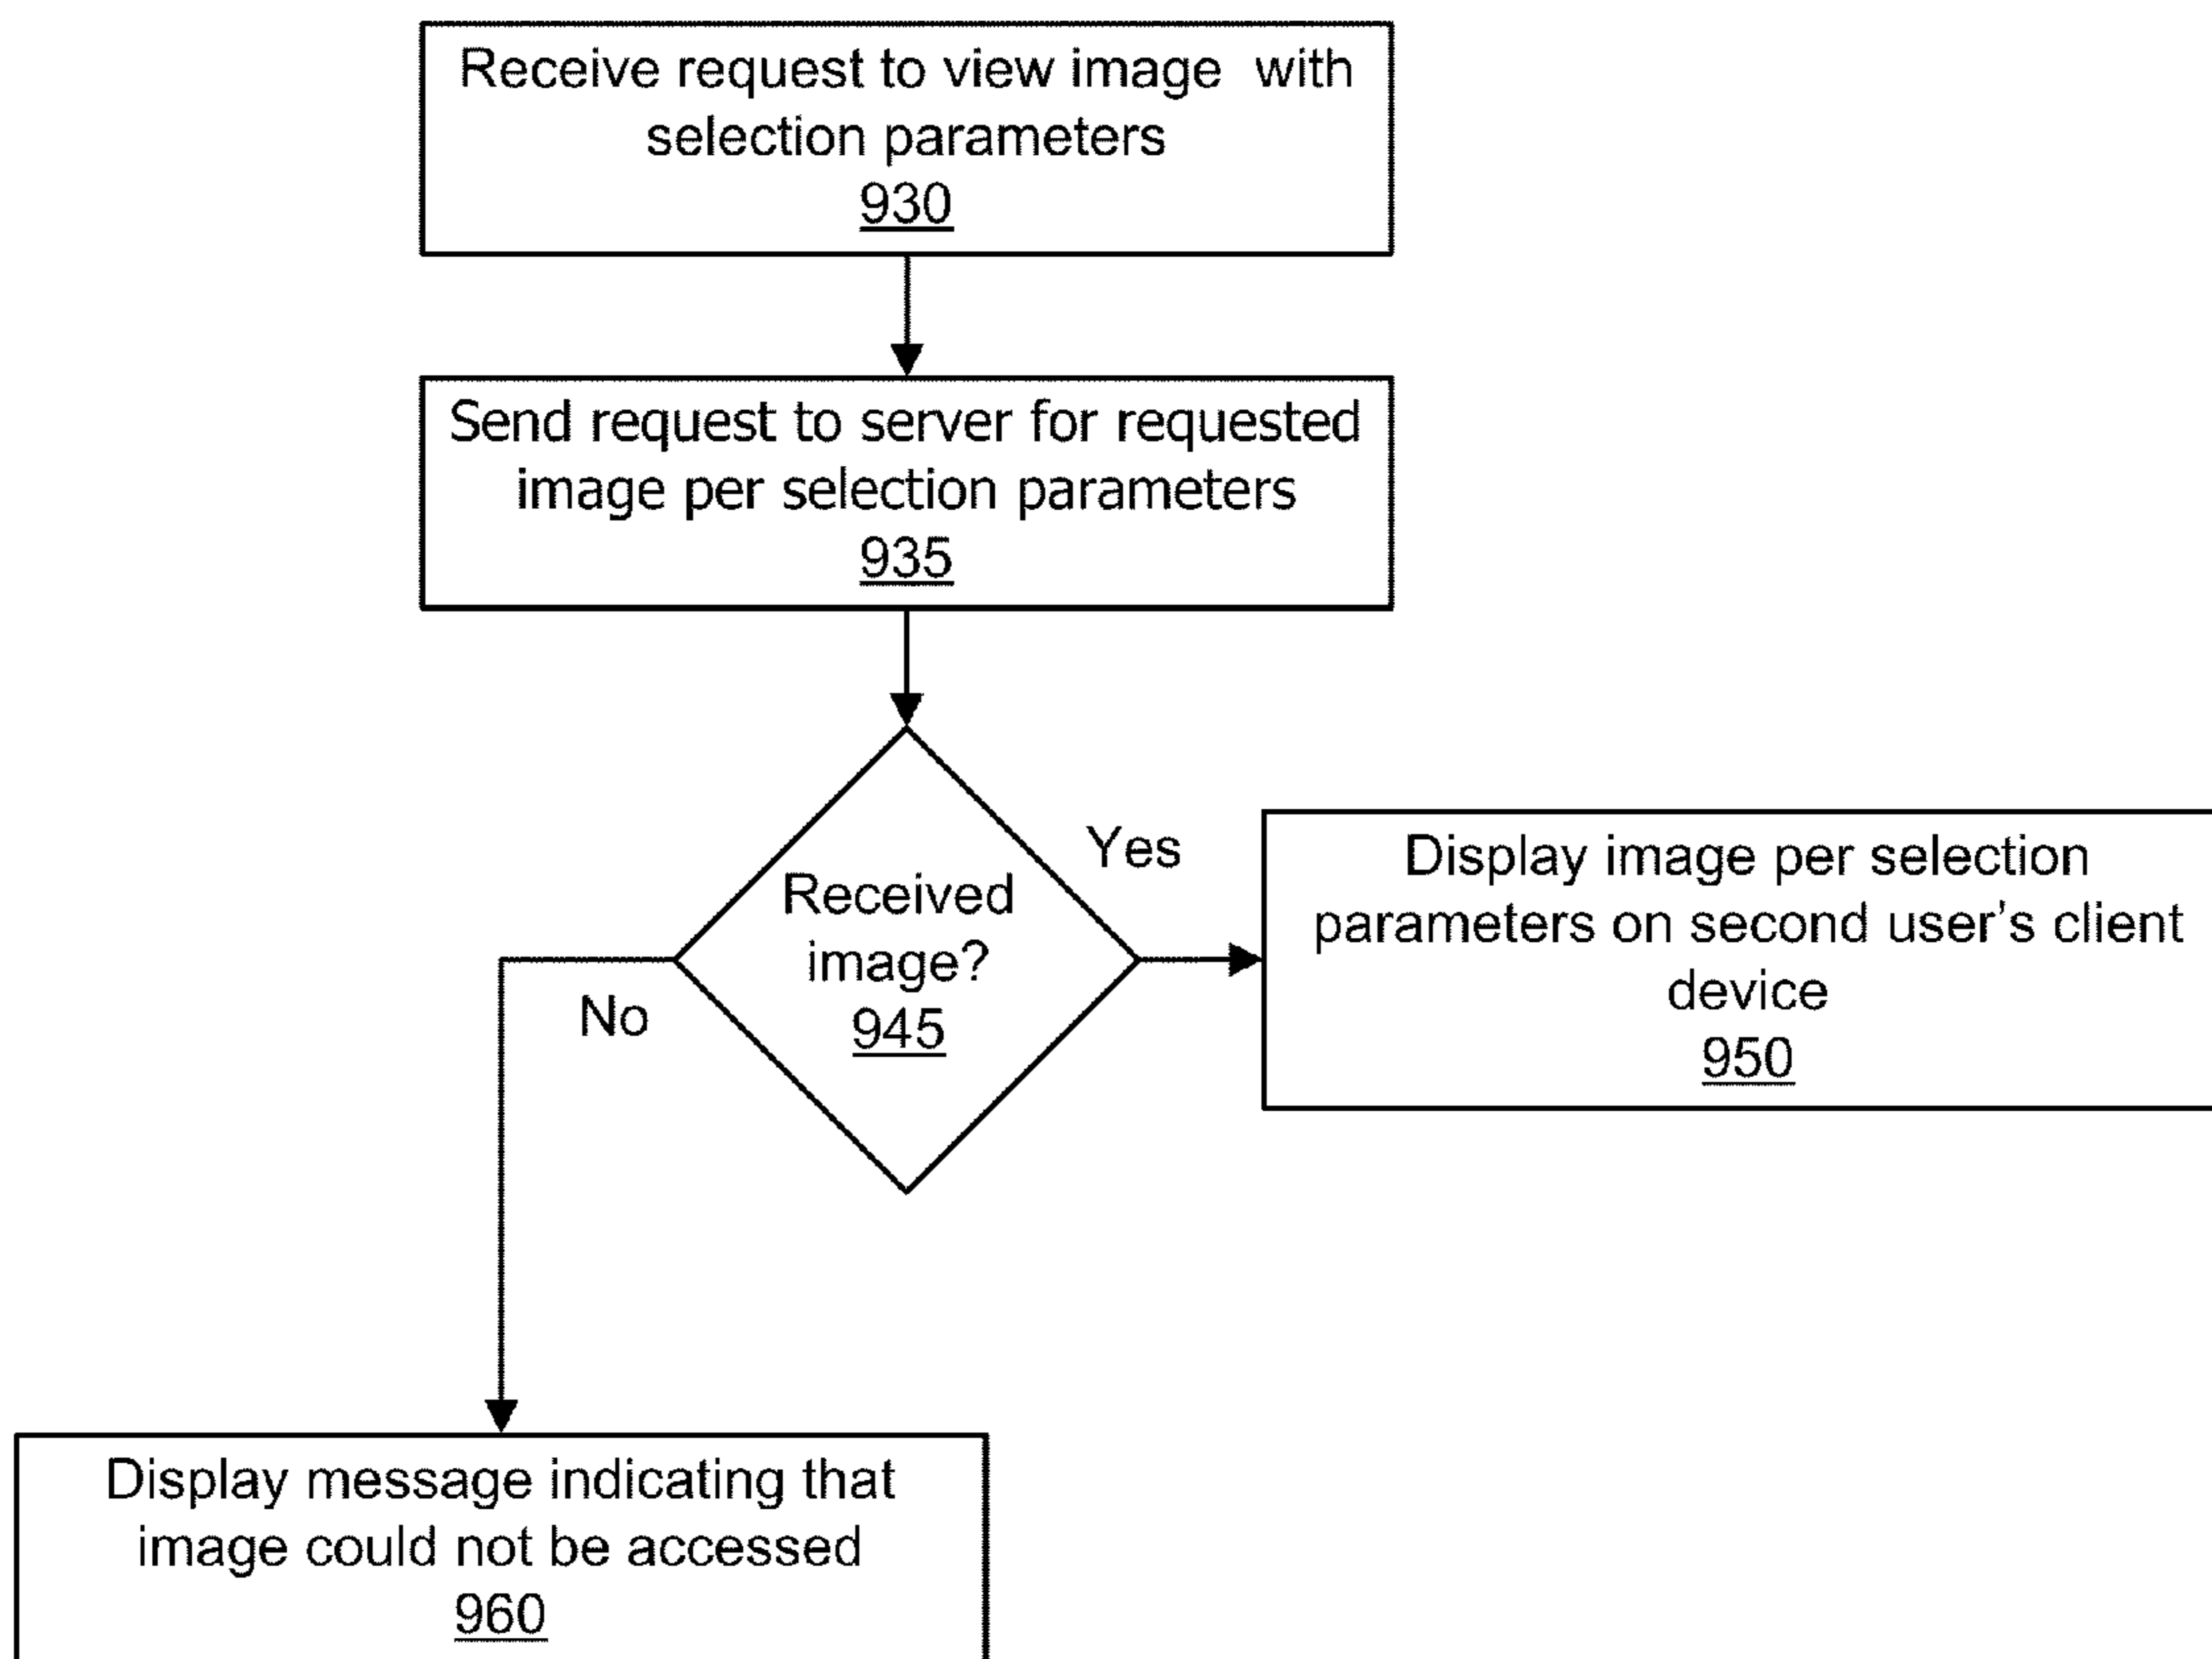 Receive request to view image with
selection parameters
930
Send request to server for requested
image per selection parameters
935
Yes
Received
image?
945
No
Display image per selection
parameters on second user's client
device
950
Display message indicating that
image could not be accessed
960